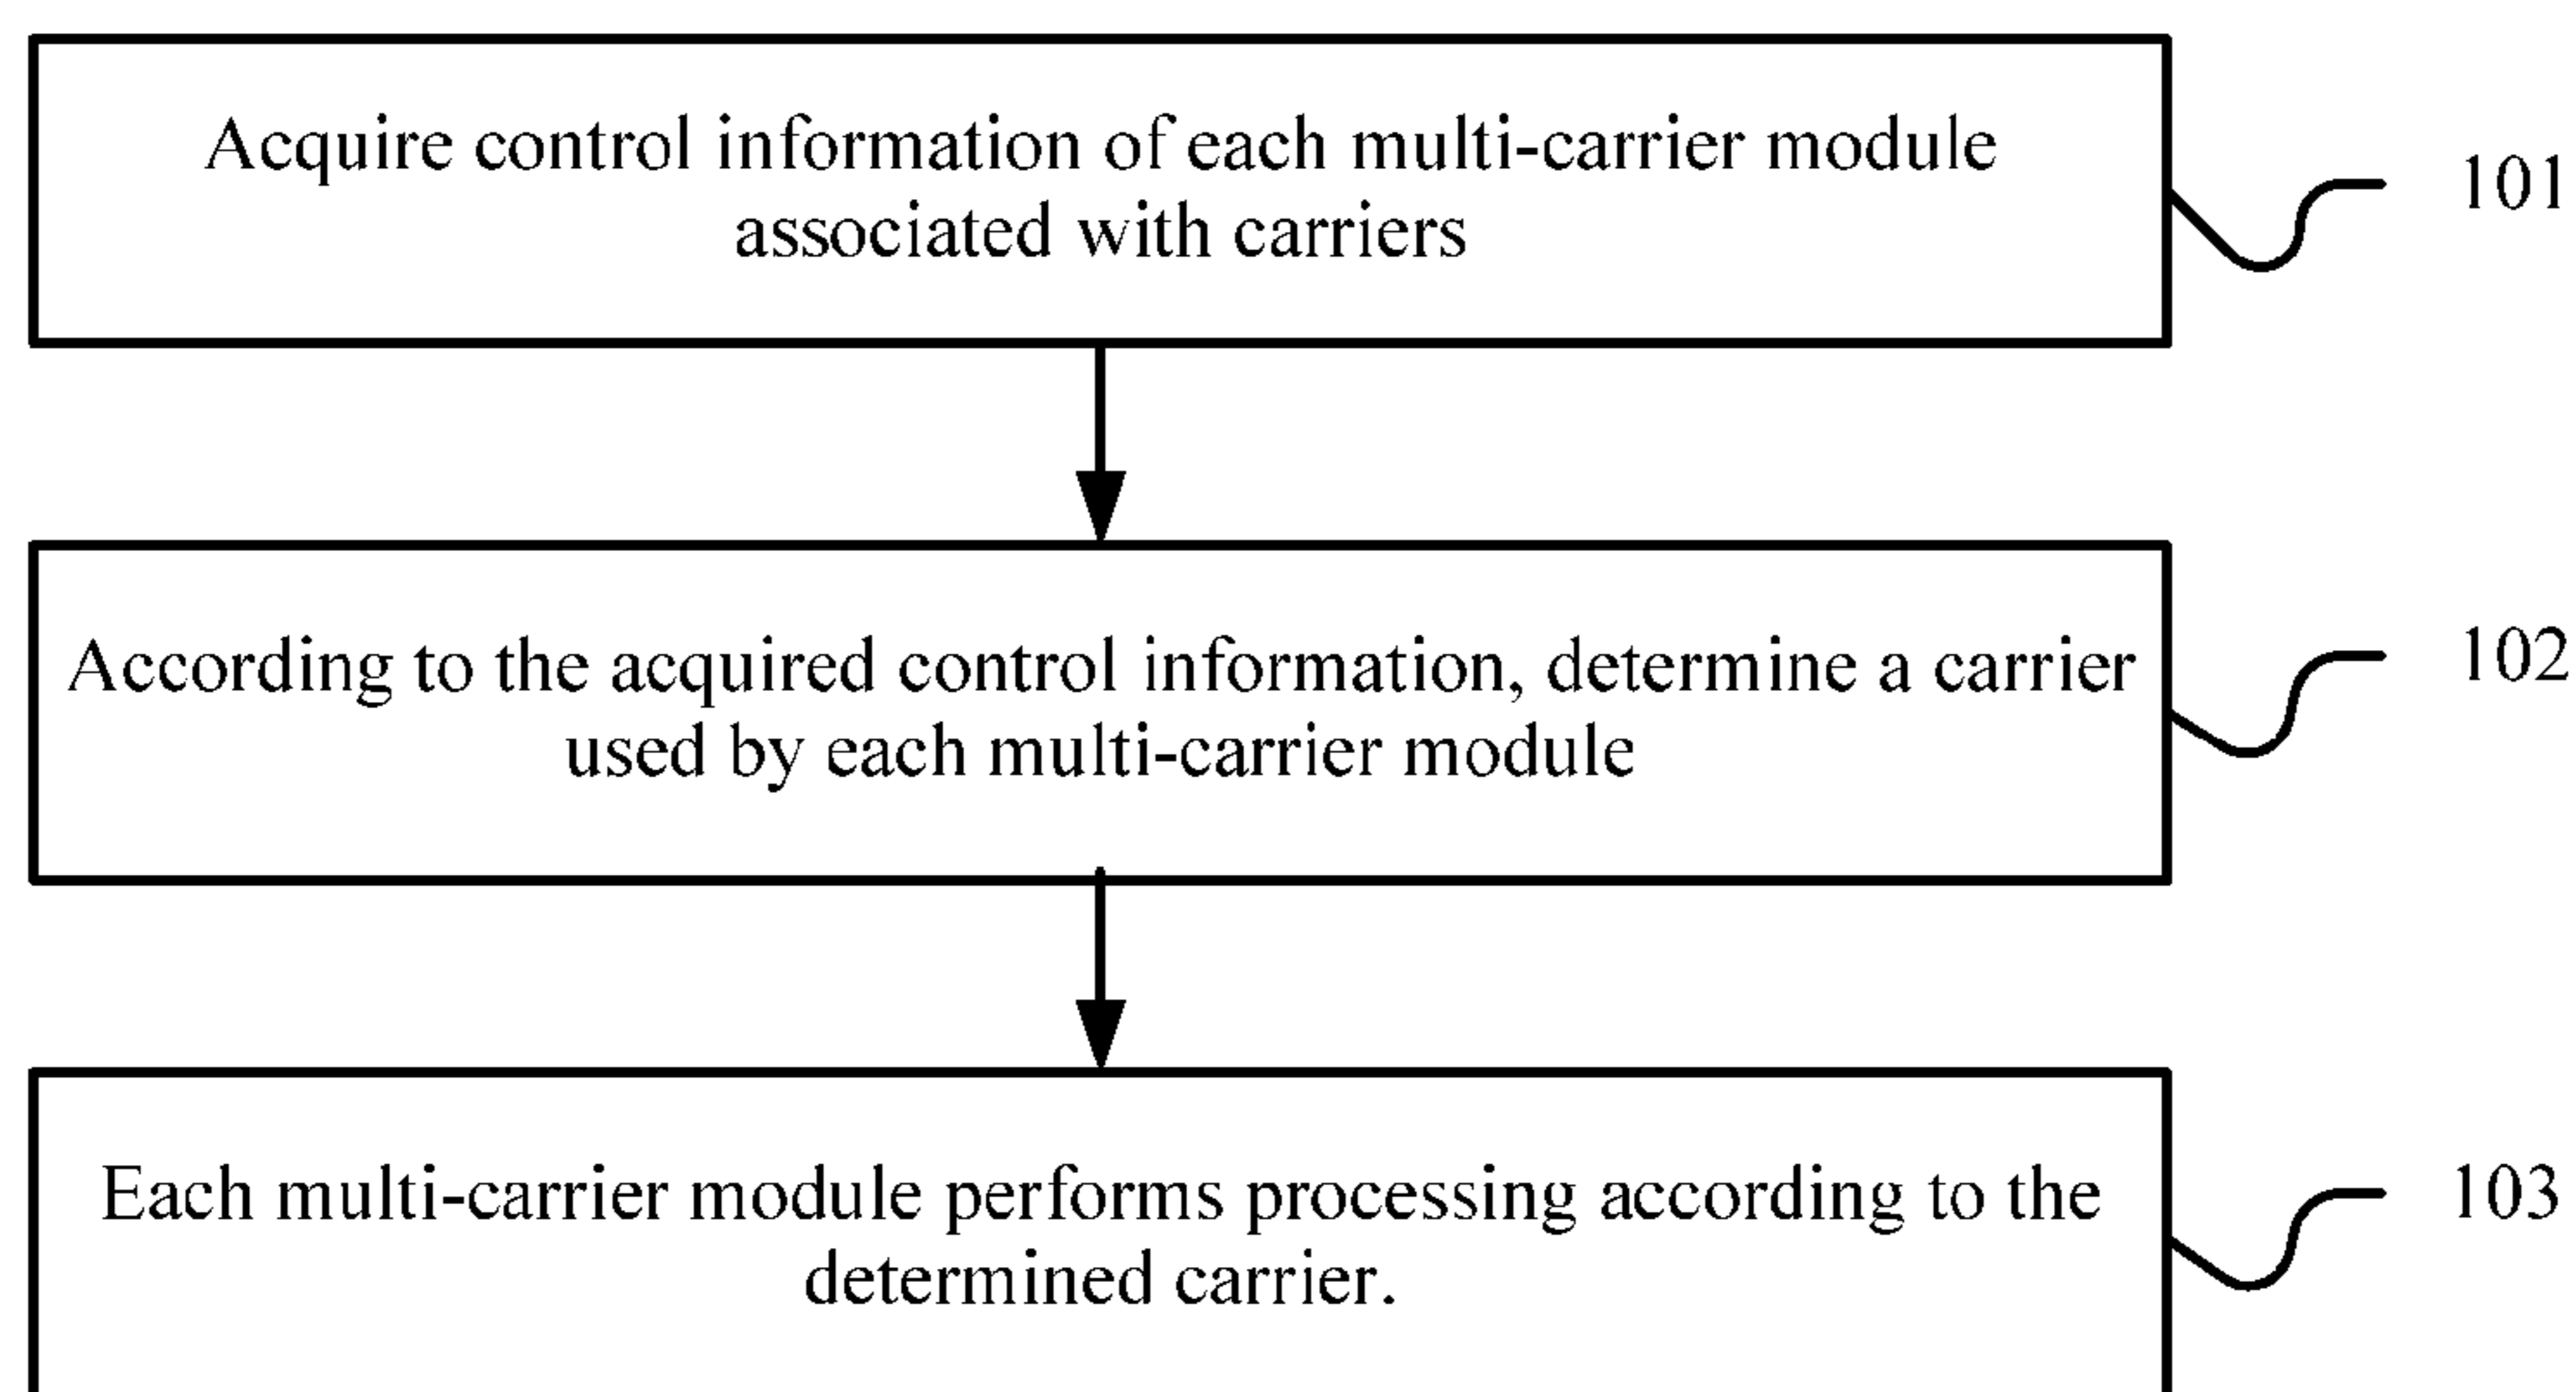 Acquire control information of each multi-carrier module
associated with carriers
101
According to the acquired control information, determine a carrier
used by each multi-carrier module
102
Each multi-carrier module performs processing according to the
determined carrier.
103